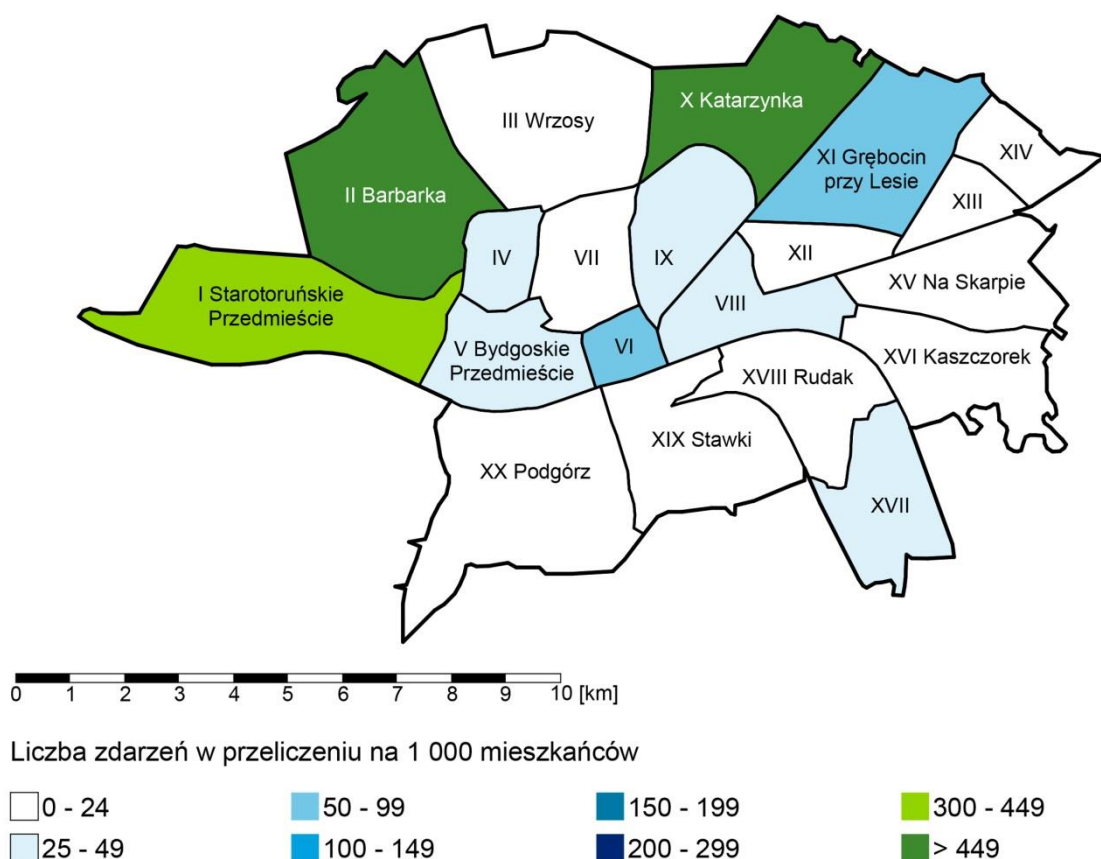 X Katarzynka
III Wrzosy
XI Grębocin
przy Lesie
XIV
II Barbarka
XIII
IV
VII
IX
XII
XV Na Skarpie
I Starotoruńskie
Przedmieście
VIII
V Bydgoskie
Przedmieście
VI
XVI Kaszczorek
XVIII Rudak
XIX Stawki
XX Podgórz
XVII
0 1 2 3 4 5 6 7 8 9 10 [km]
Liczba zdarzeń w przeliczeniu na 1 000 mieszkańców
0 - 24 50 - 99 150 - 199 300 - 449
25 - 49 100 - 149 200 - 299 > 449